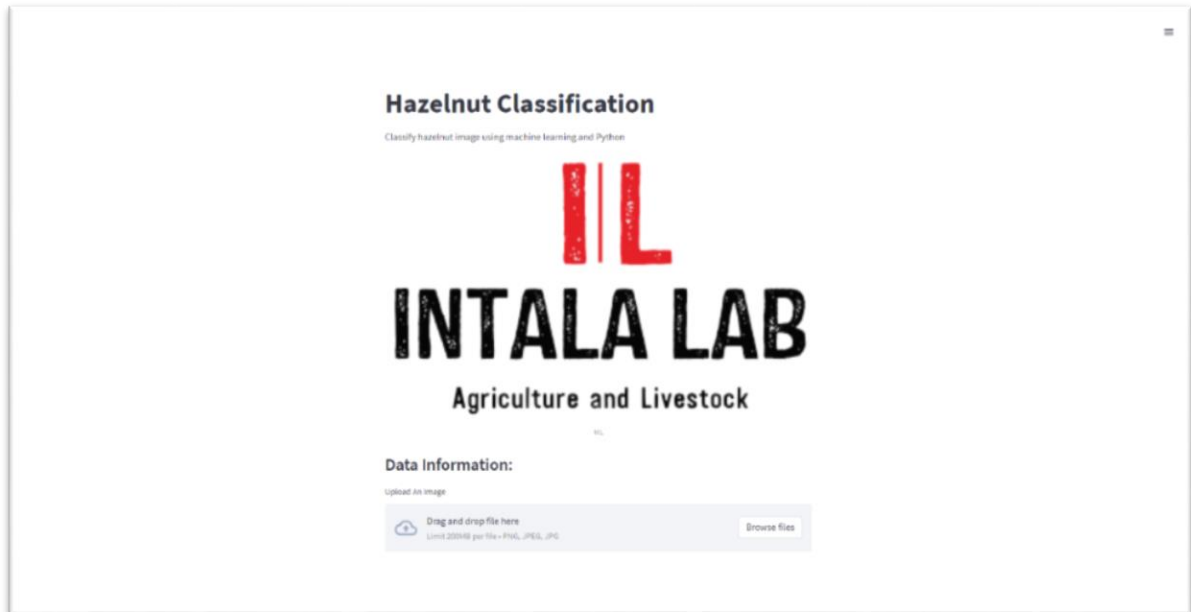 Hazelnut Classification
Classify hazelnut image using machine learning and Python
IL
INTALA LAB
Agriculture and Livestock
Data Information:
Upload An Image
Drag and drop file here
Limit 200MB per file • PNG, JPEG, JPG
Browse files